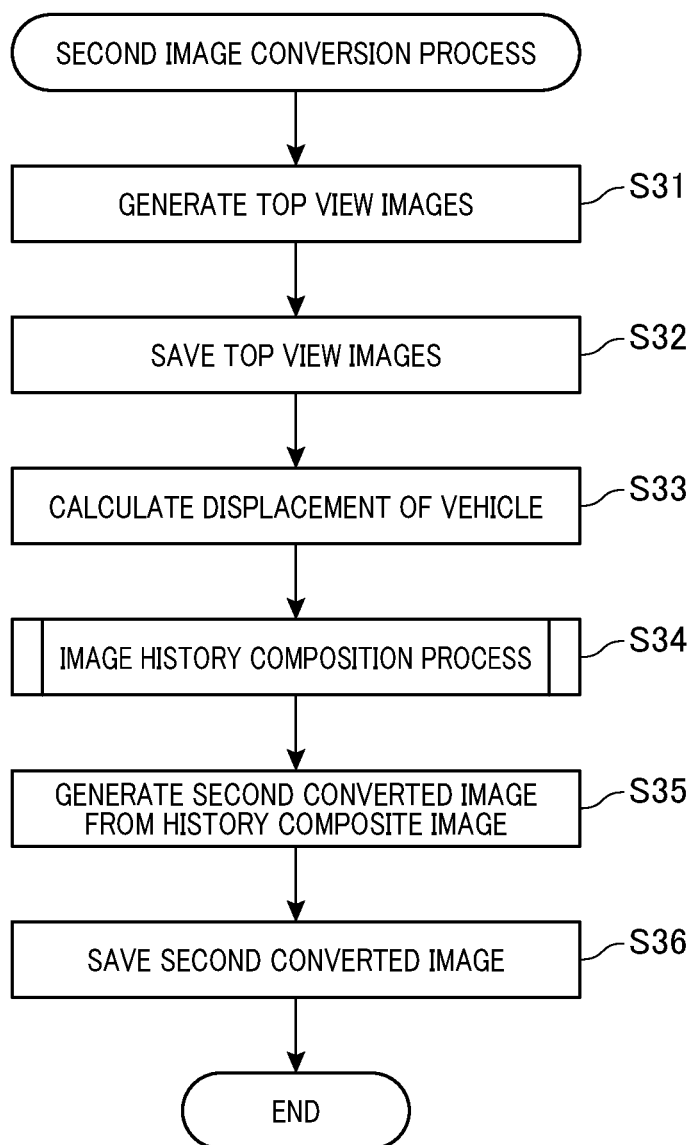 SECOND IMAGE CONVERSION PROCESS
GENERATE TOP VIEW IMAGES
S31
SAVE TOP VIEW IMAGES
S32
CALCULATE DISPLACEMENT OF VEHICLE
S33
IMAGE HISTORY COMPOSITION PROCESS
S34
GENERATE SECOND CONVERTED IMAGE
FROM HISTORY COMPOSITE IMAGE
S35
SAVE SECOND CONVERTED IMAGE
S36
END